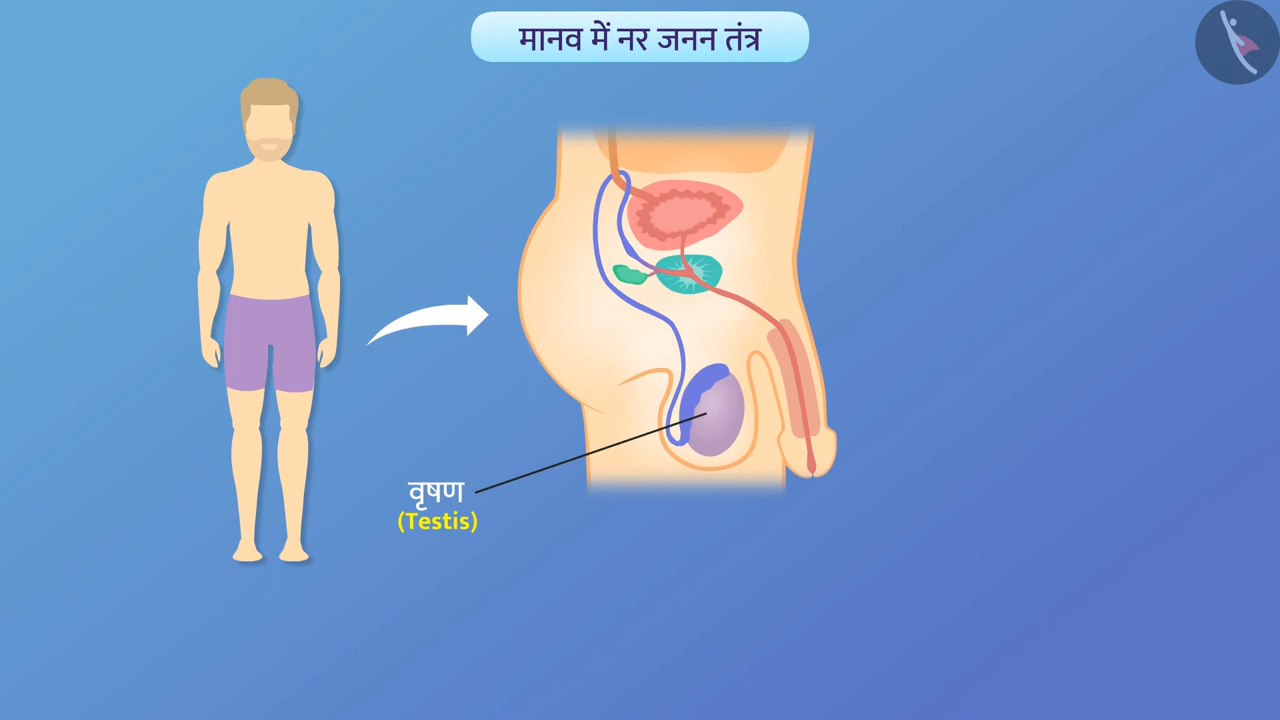 मानव में नर जनन तंत्र
वृषण
(Testis)